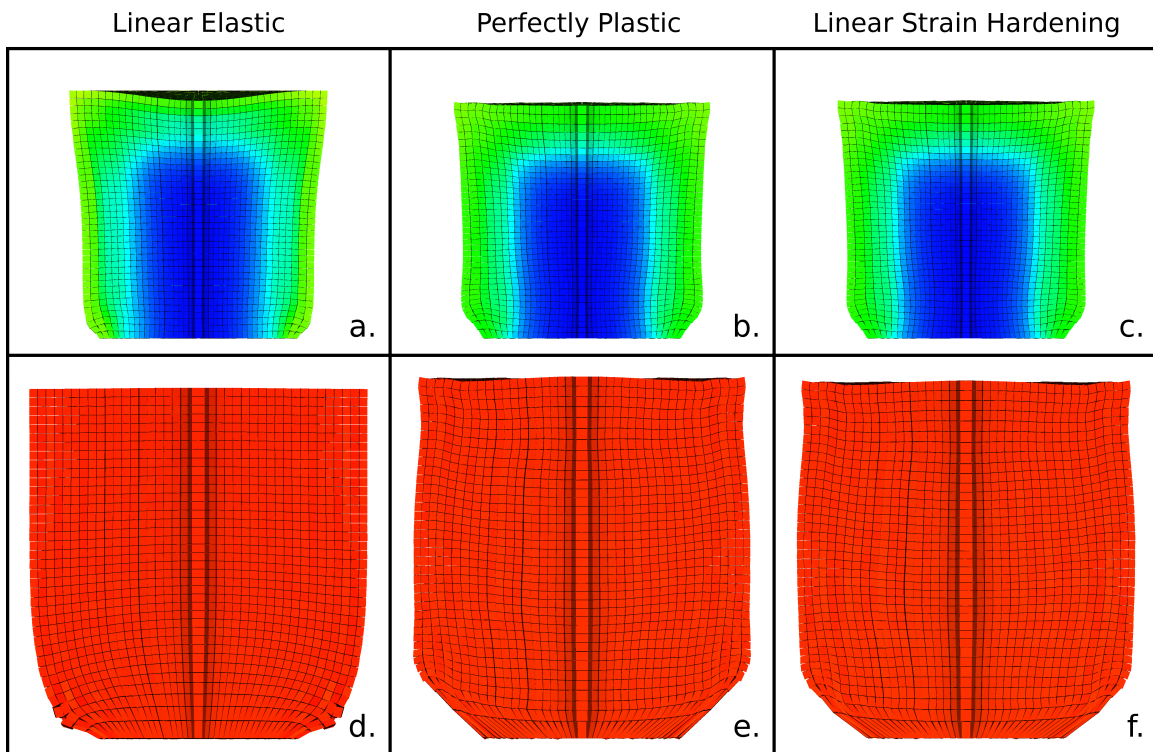 Linear Elastic
Perfectly Plastic
Linear Strain Hardening
a.
b.
c.
d.
e.
f.